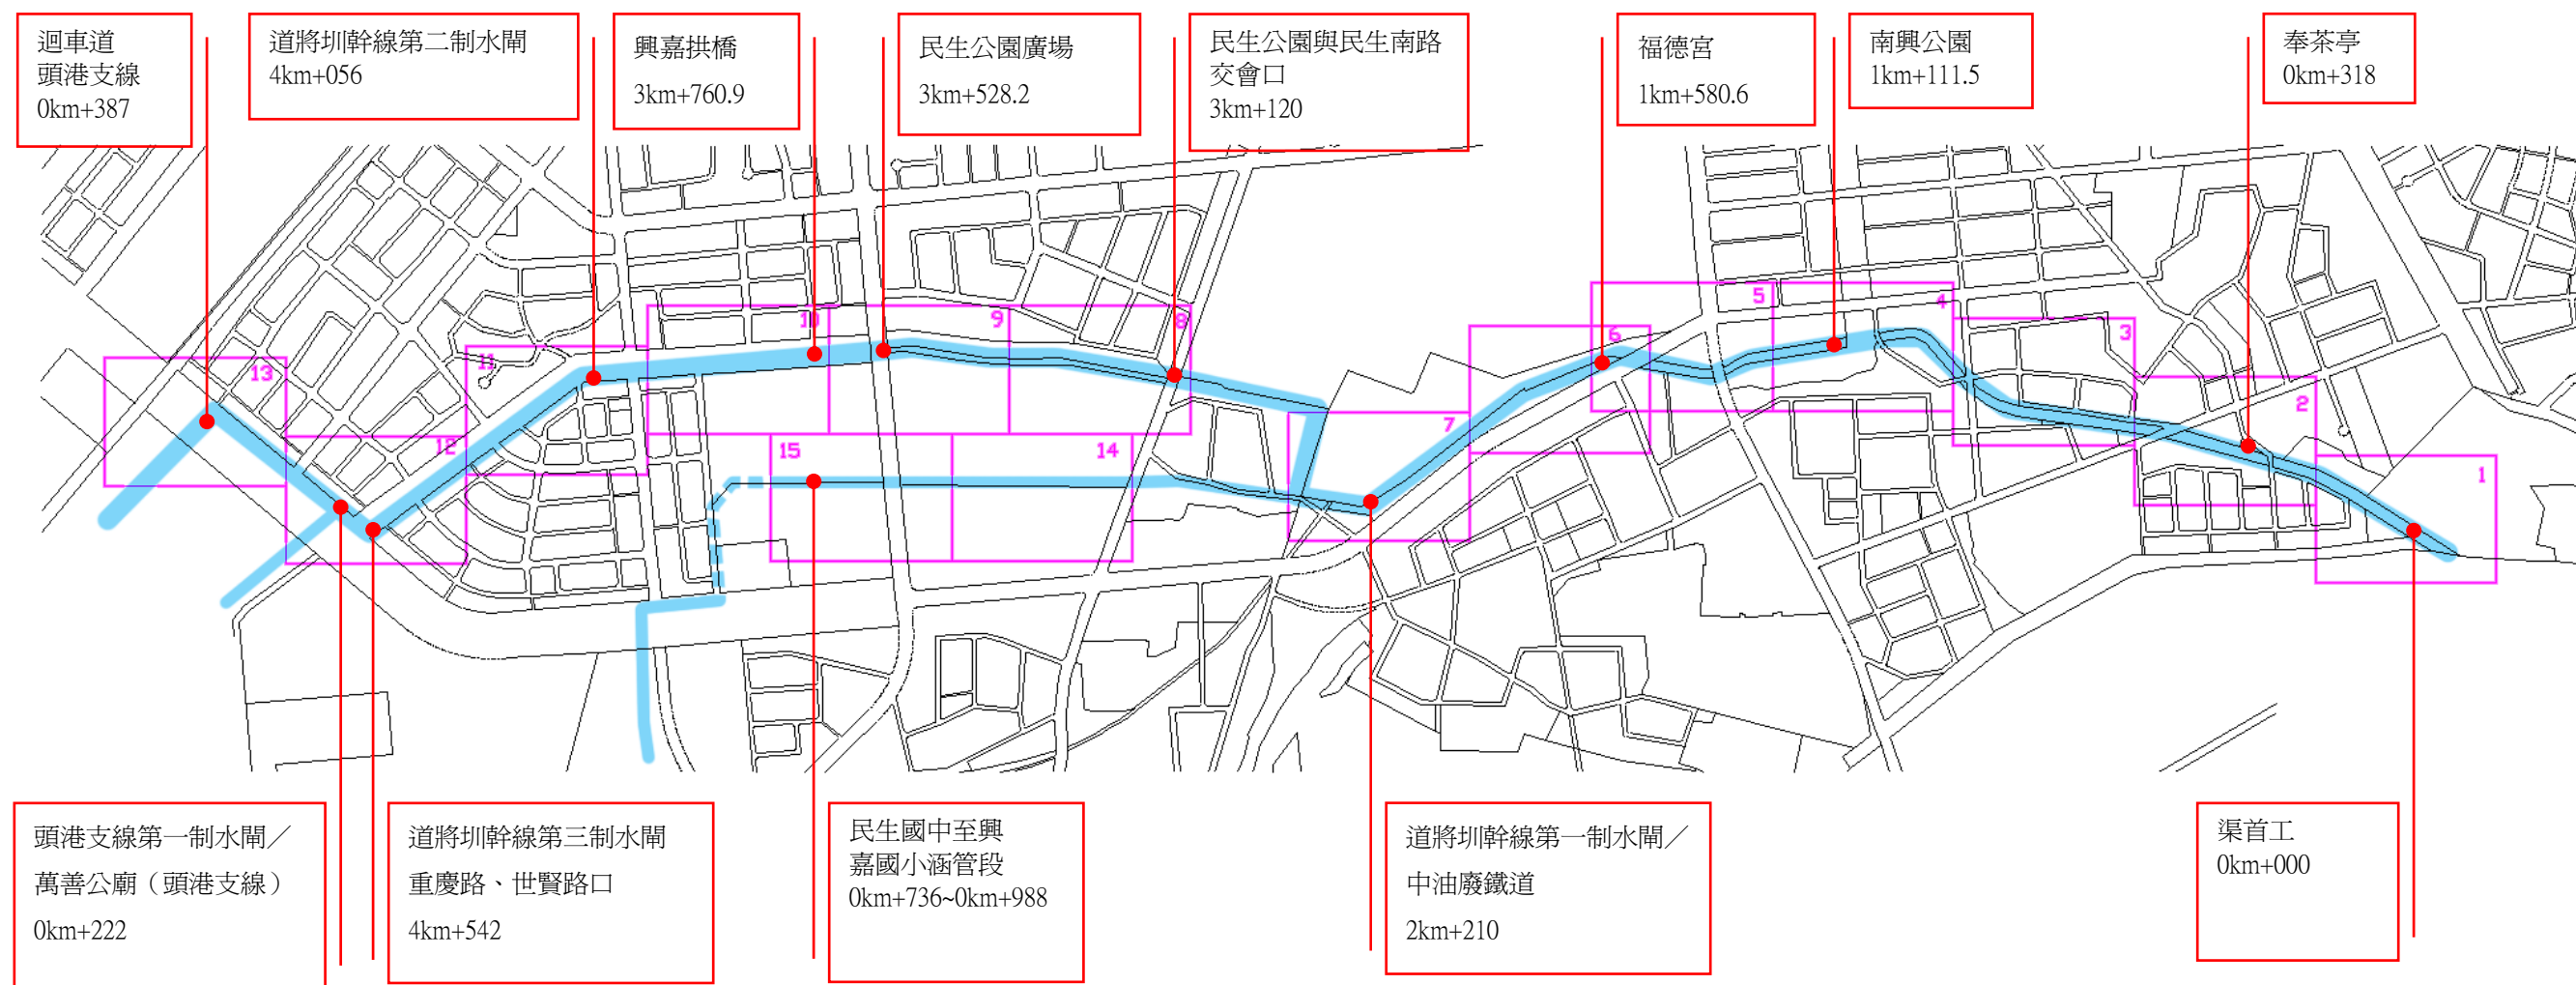 迴車道
頭港支線
0km+387
道將圳幹線第二制水閘
4km+056
興嘉拱橋
3km+760.9
民生公園廣場
3km+528.2
民生公園與民生南路
交會口
3km+120
福德宮
1km+580.6
南興公園
1km+111.5
奉茶亭
0km+318
13
12
11
10
9
8
7
6
5
4
3
2
1
15
14
頭港支線第一制水閘／
萬善公廟（頭港支線）
0km+222
道將圳幹線第三制水閘
重慶路、世賢路口
4km+542
民生國中至興
嘉國小涵管段
0km+736~0km+988
道將圳幹線第一制水閘／
中油廢鐵道
2km+210
渠首工
0km+000